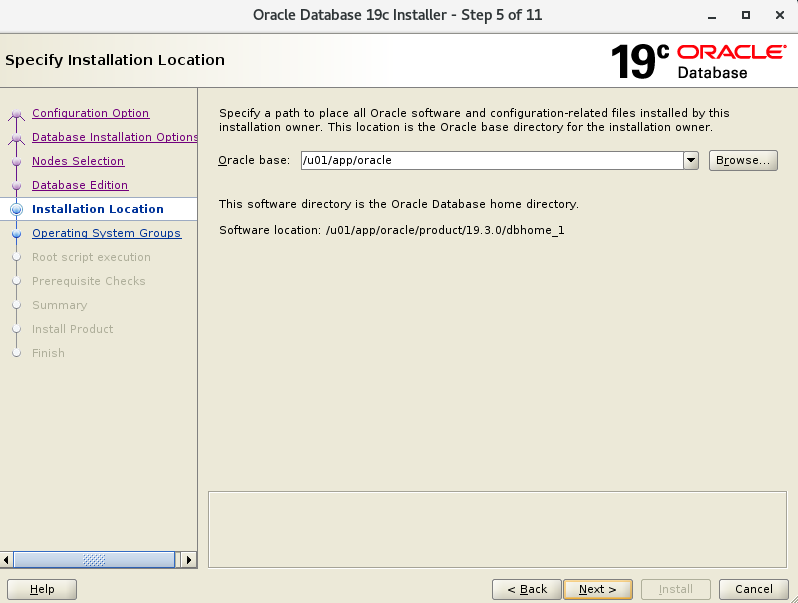 Oracle Database 19c Installer - Step 5 of 11
Specify Installation Location
19c ORACLE
Database
Configuration Option
Database Installation Options
Nodes Selection
Database Edition
Installation Location
Operating System Groups
Root script execution
Prerequisite Checks
Summary
Install Product
Finish
Specify a path to place all Oracle software and configuration-related files installed by this
installation owner. This location is the Oracle base directory for the installation owner.
Oracle base: /u01/app/oracle Browse...
This software directory is the Oracle Database home directory.
Software location: /u01/app/oracle/product/19.3.0/dbhome_1
Help < Back Next > Install Cancel